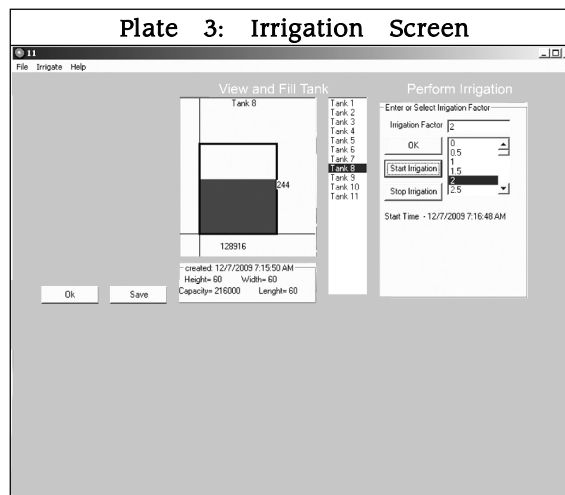 Plate 3: Irrigation Screen
11
File Irrigate Help
View and Fill Tank
Perform Irrigation
Tank 8
244
128916
created: 12/7/2009 7:15:50 AM
Height= 60 Width= 60
Capacity= 216000 Lenght= 60
Tank 1
Tank 2
Tank 3
Tank 4
Tank 5
Tank 6
Tank 7
Tank 8
Tank 9
Tank 10
Tank 11
Enter or Select Irrigation Factor
Irrigation Factor 2
OK
Start Irrigation
Stop Irrigation
0
0.5
1
1.5
2
2.5
Start Time - 12/7/2009 7:16:48 AM
Ok Save